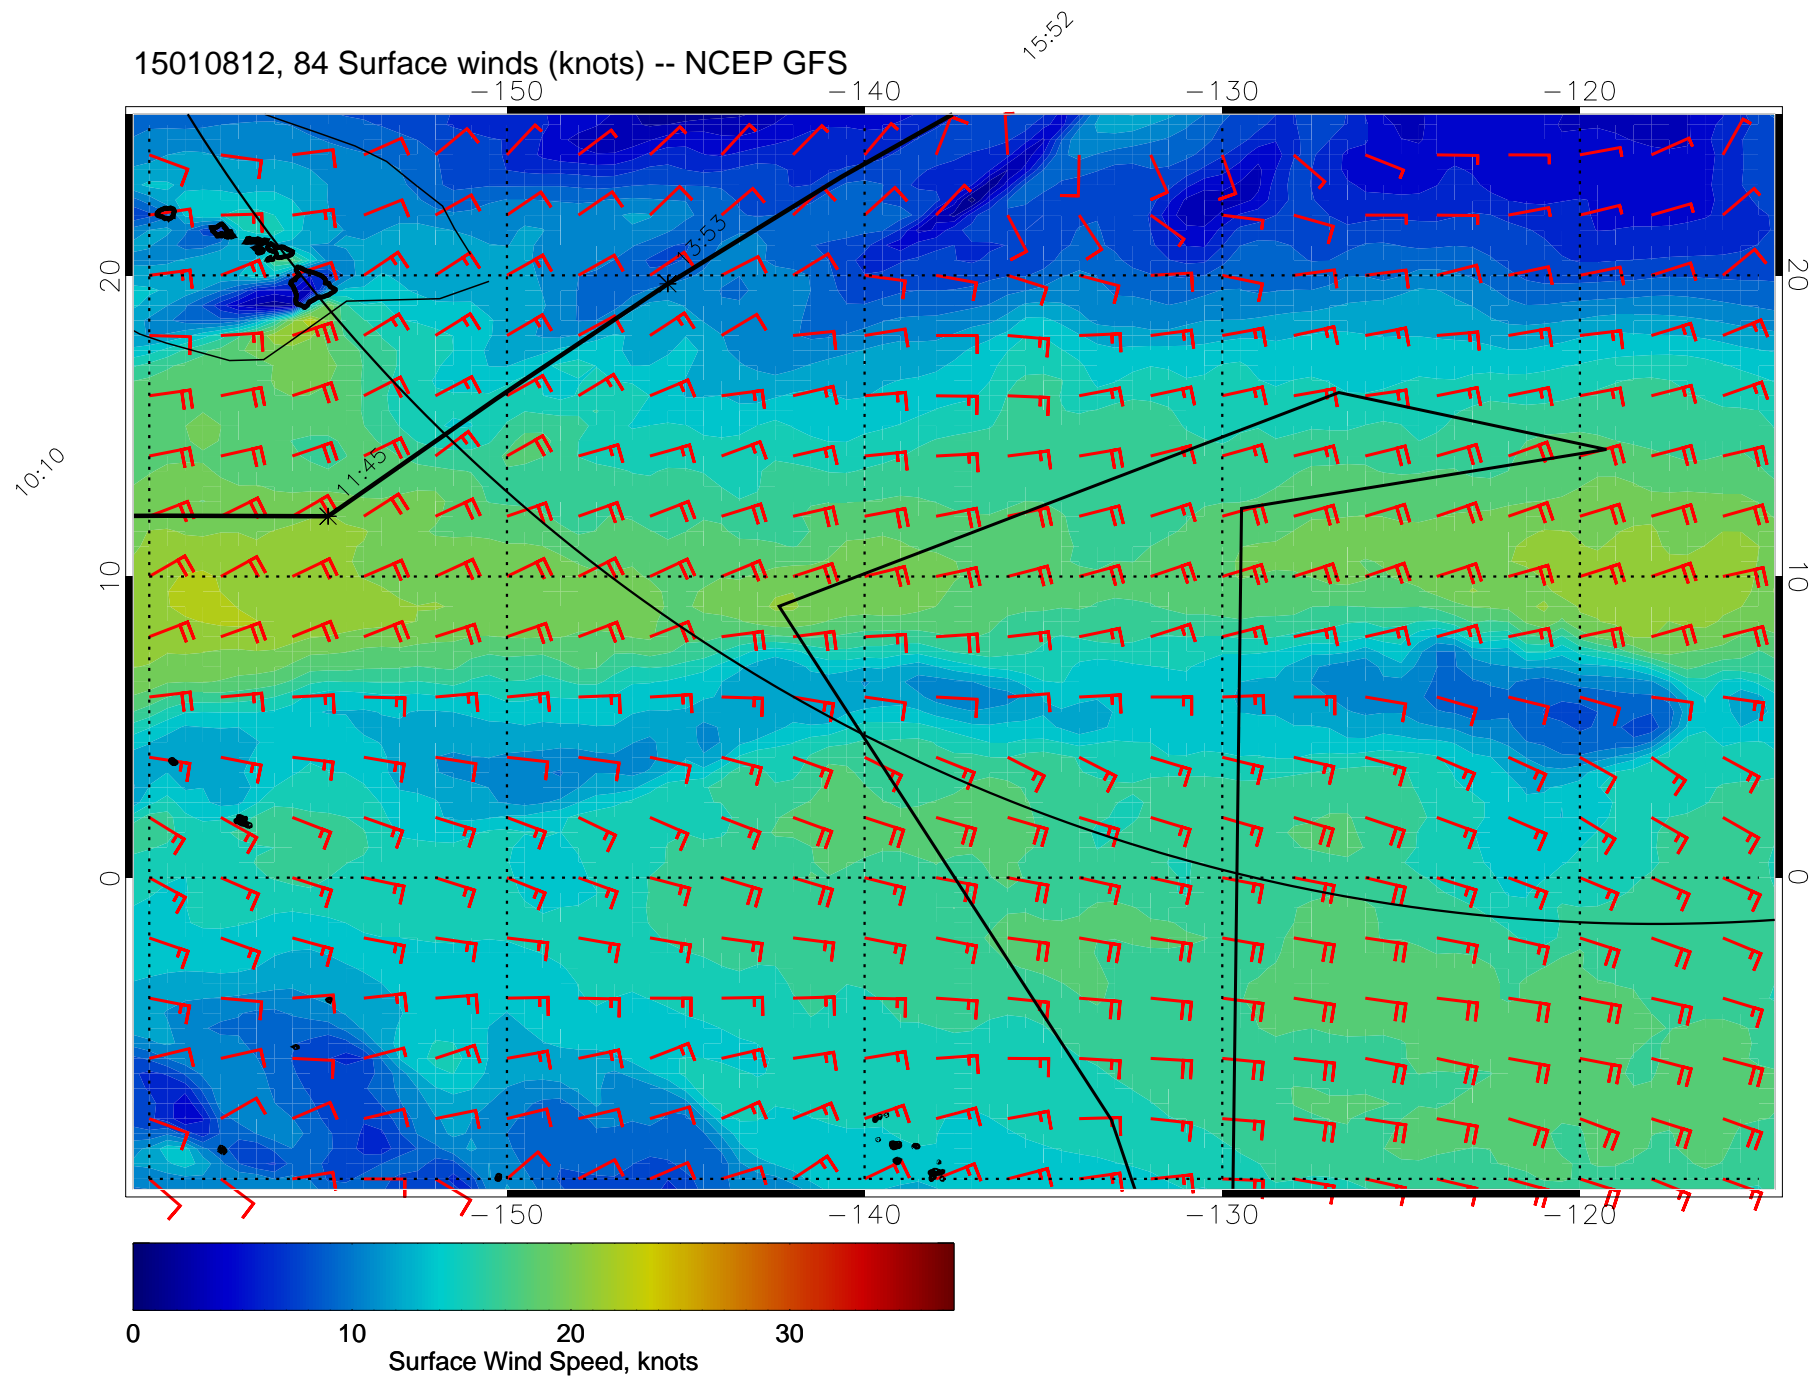 15:52
15010812, 84 Surface winds (knots) -- NCEP GFS
-150 -140 -130 -120
20 20
13:53
10:10
11:45
10 10
0 0
-150 -140 -130 -120
0 10 20 30
Surface Wind Speed, knots